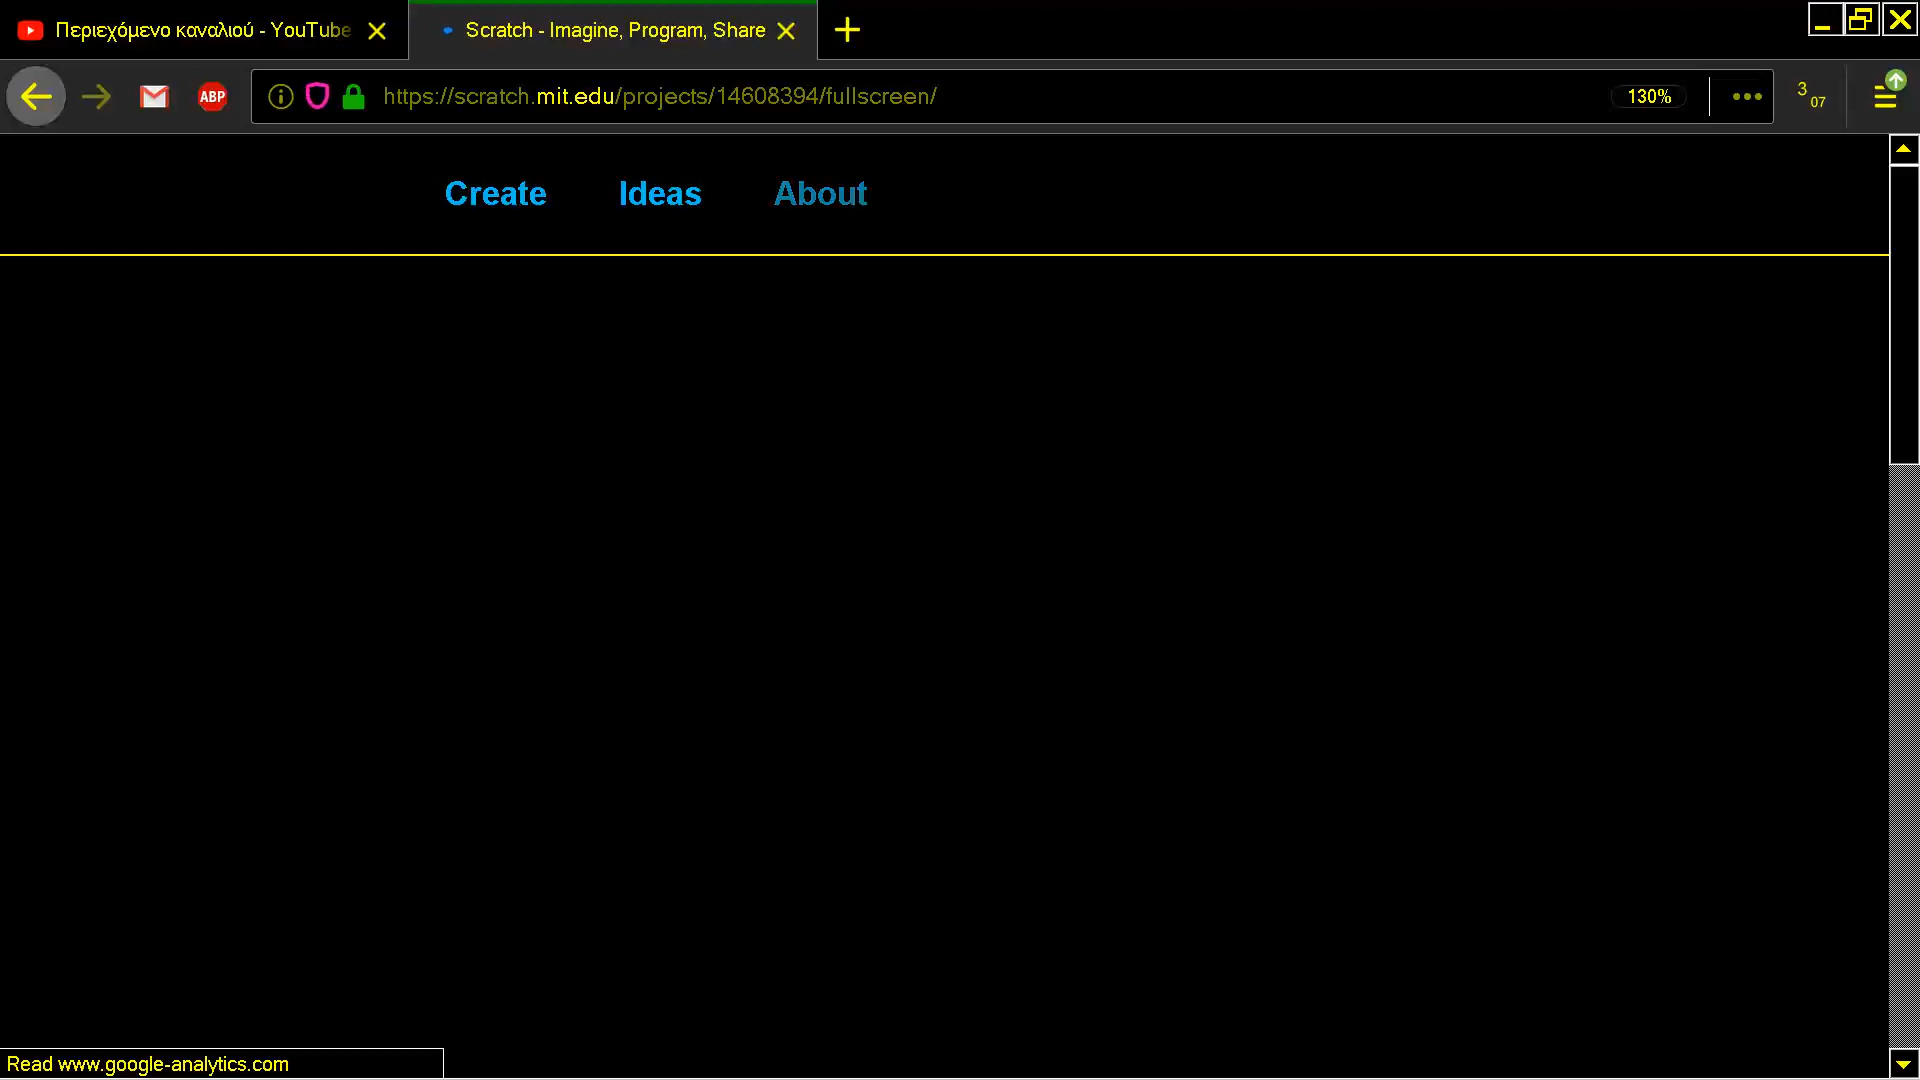 Περιεχόμενο καναλιού - YouTube
Scratch - Imagine, Program, Share
ABP
https://scratch.mit.edu/projects/14608394/fullscreen/
130%
3
07
Create Ideas About
Read www.google-analytics.com